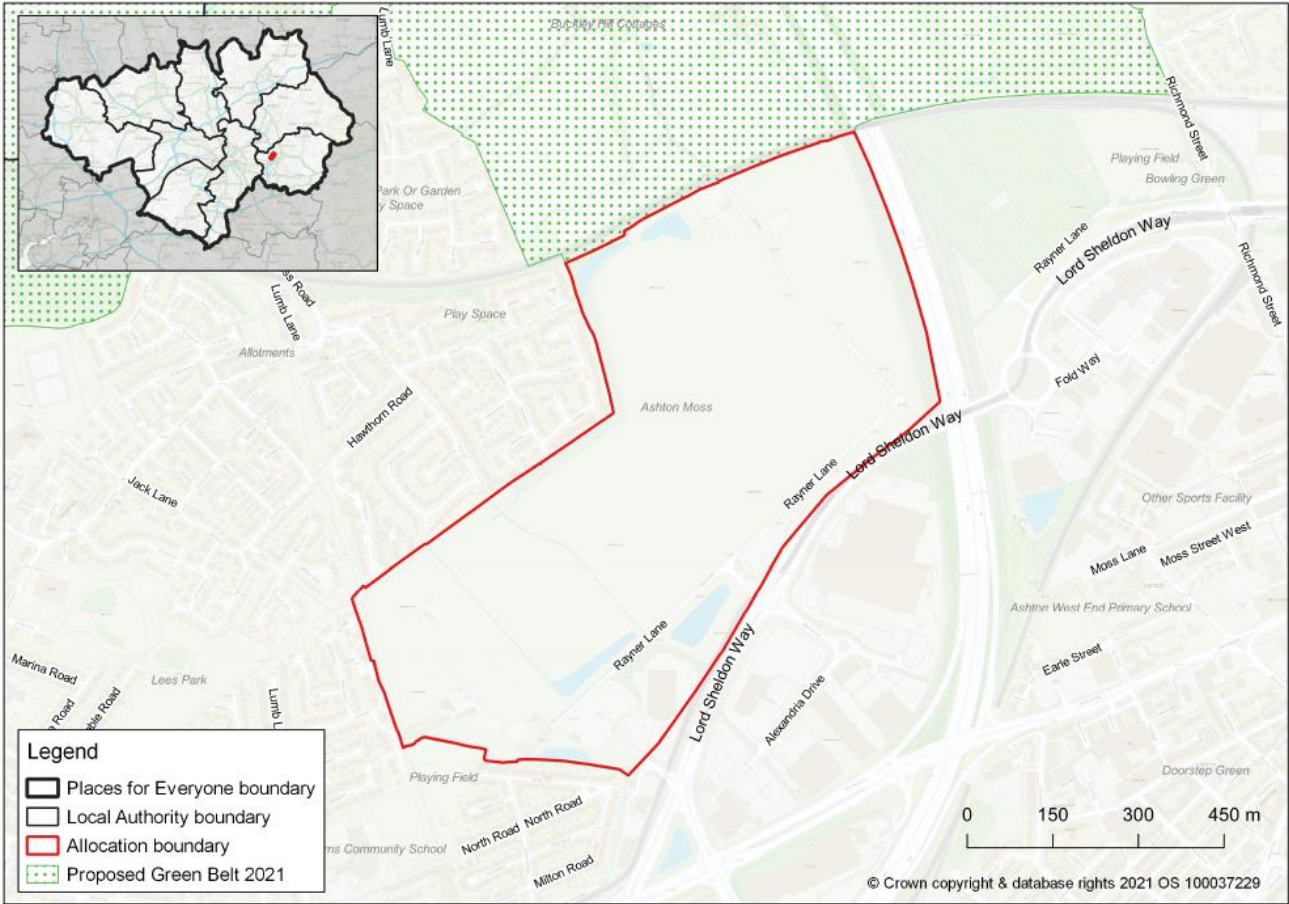 Buckley Hill Cottages
Lumb Lane
Richmond Street
Playing Field
Bowling Green
Park Or Garden
Play Space
Rayner Lane
Lord Sheldon Way
Richmond Street
Lumb Lane
Play Space
Allotments
Fold Way
Hawthorn Road
Ashton Moss
Lord Sheldon Way
Rayner Lane
Jack Lane
Other Sports Facility
Moss Lane
Moss Street West
Ashton West End Primary School
Rayner Lane
Earle Street
Marina Road
Lees Park
Lord Sheldon Way
Alexandria Drive
Playing Field
Doorstep Green
North Road
North Road
Community School
Milton Road
Legend
Places for Everyone boundary
Local Authority boundary
Allocation boundary
Proposed Green Belt 2021
0 150 300 450 m
© Crown copyright & database rights 2021 OS 100037229